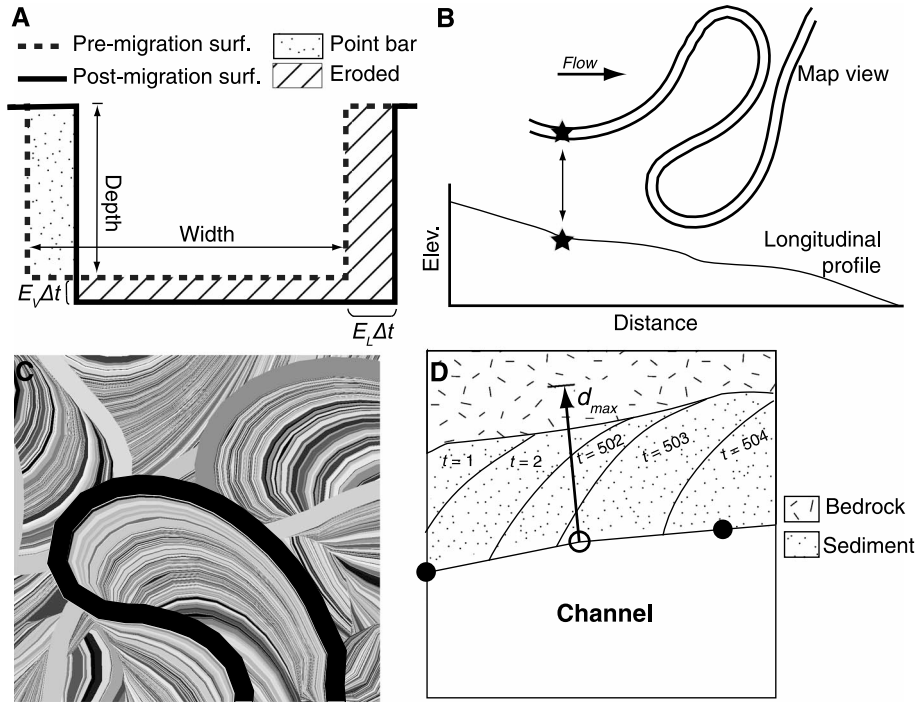 A
Pre-migration surf.
Point bar
Post-migration surf.
Eroded
Depth
Width
E_VΔt
E_LΔt
B
Flow
Map view
Elev.
Longitudinal
profile
Distance
C
D
d_max
t = 1
t = 2
t = 502
t = 503
t = 504
Bedrock
Sediment
Channel